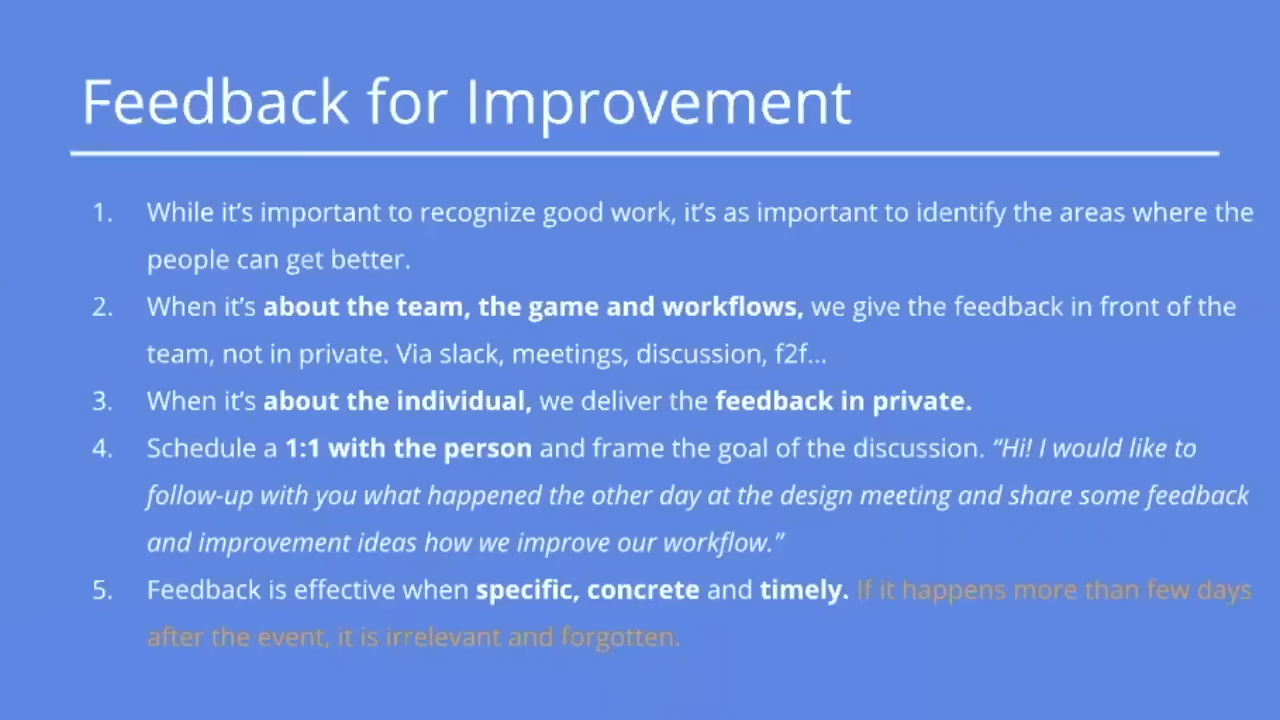 Feedback for Improvement
1. While it's important to recognize good work, it's as important to identify the areas where the
people can get better.
2. When it's about the team, the game and workflows, we give the feedback in front of the
team, not in private. Via slack, meetings, discussion, f2f...
3. When it's about the individual, we deliver the feedback in private.
4. Schedule a 1:1 with the person and frame the goal of the discussion. “Hi! I would like to
follow-up with you what happened the other day at the design meeting and share some feedback
and improvement ideas how we improve our workflow.”
5. Feedback is effective when specific, concrete and timely. If it happens more than few days
after the event, it is irrelevant and forgotten.